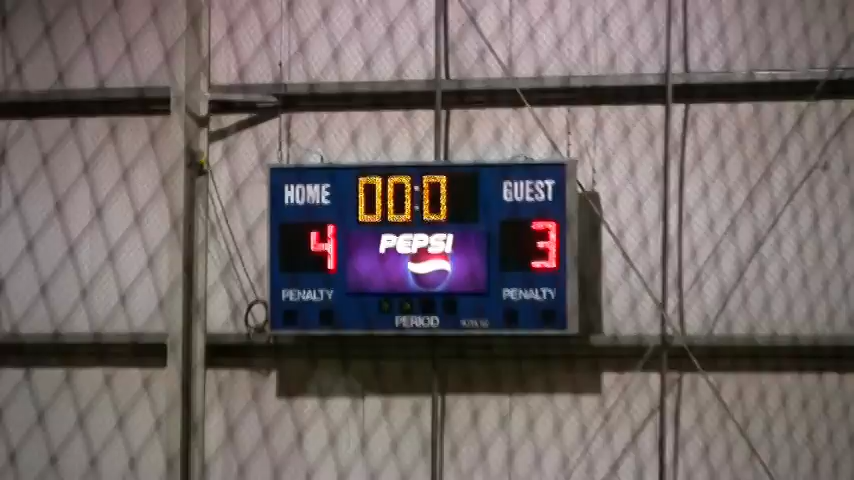 HOME 00:0 GUEST
4 PEPSI 3
PENALTY PENALTY
PERIOD